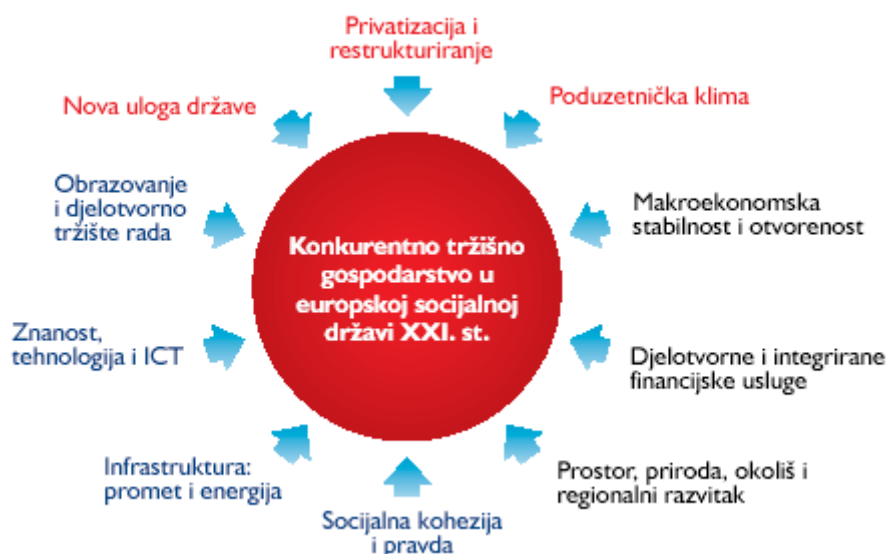 Privatizacija i
restrukturiranje
Nova uloga države
Poduzetnička klima
Obrazovanje
i djelotvorno
tržište rada
Makroekonomska
stabilnost i otvorenost
Konkurentno tržišno
gospodarstvo u
europskoj socijalnoj
državi XXI. st.
Znanost,
tehnologija i ICT
Djelotvorne i integrirane
financijske usluge
Infrastruktura:
promet i energija
Prostor, priroda, okoliš i
regionalni razvitak
Socijalna kohezija
i pravda